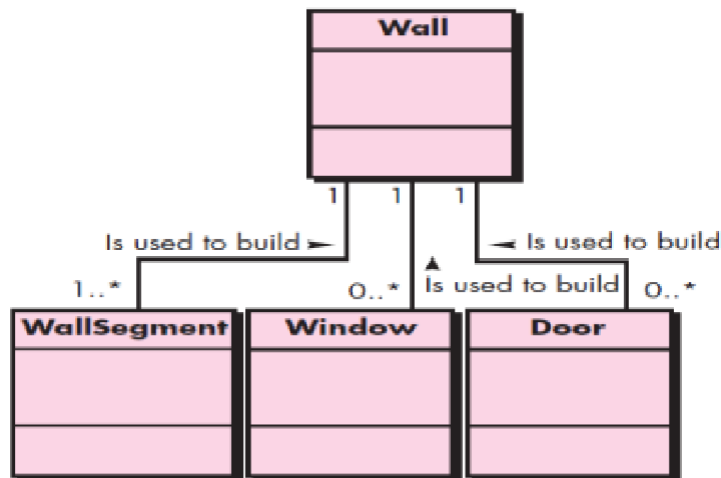 Wall
1 1 1
Is used to build
Is used to build
Is used to build
1..* 0..* 0..*
WallSegment Window Door